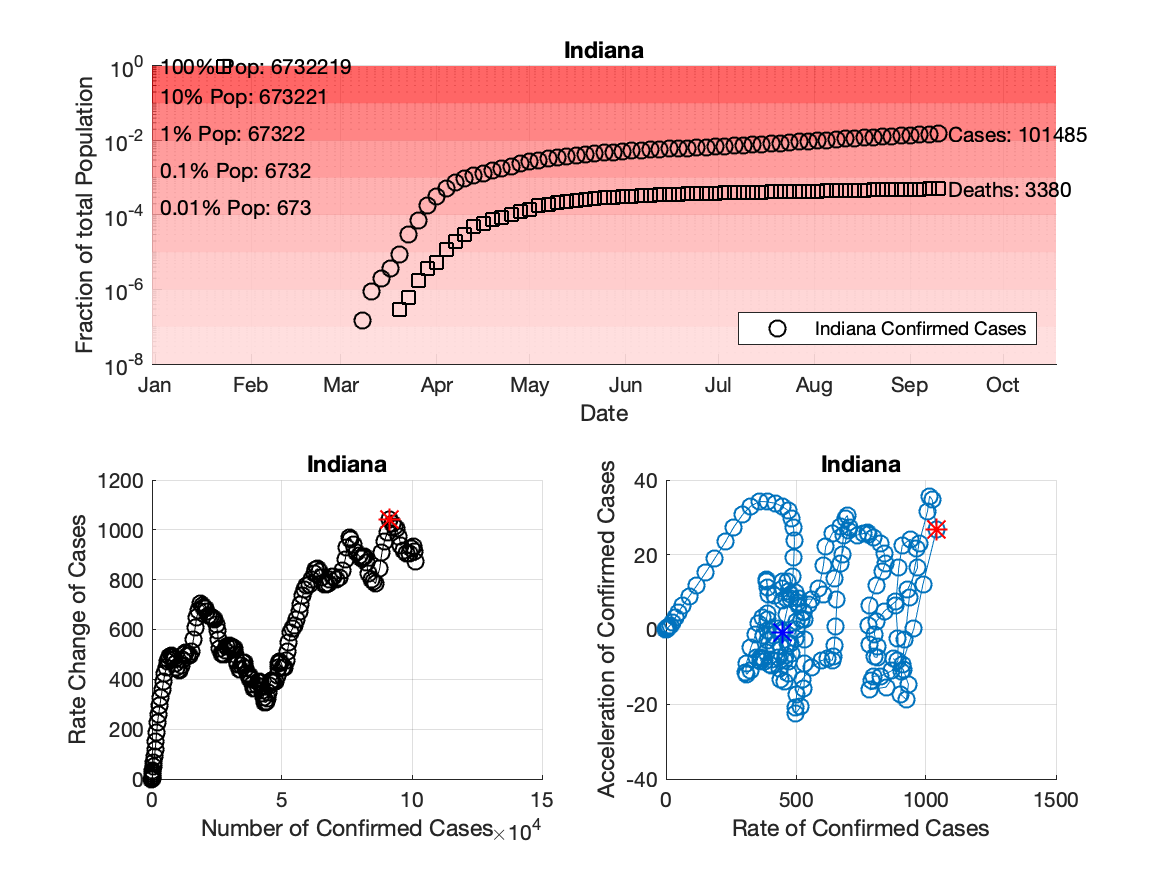 Indiana
10^0
10^-2
10^-4
10^-6
10^-8
Fraction of total Population
100% Pop: 6732219
10% Pop: 673221
1% Pop: 67322
0.1% Pop: 6732
0.01% Pop: 673
Cases: 101485
Deaths: 3380
Indiana Confirmed Cases
Jan Feb Mar Apr May Jun Jul Aug Sep Oct
Date
Indiana
1200
1000
800
600
400
200
0
Rate Change of Cases
0 5 10 15
Number of Confirmed Cases ×10^4
Indiana
40
20
0
-20
-40
Acceleration of Confirmed Cases
0 500 1000 1500
Rate of Confirmed Cases